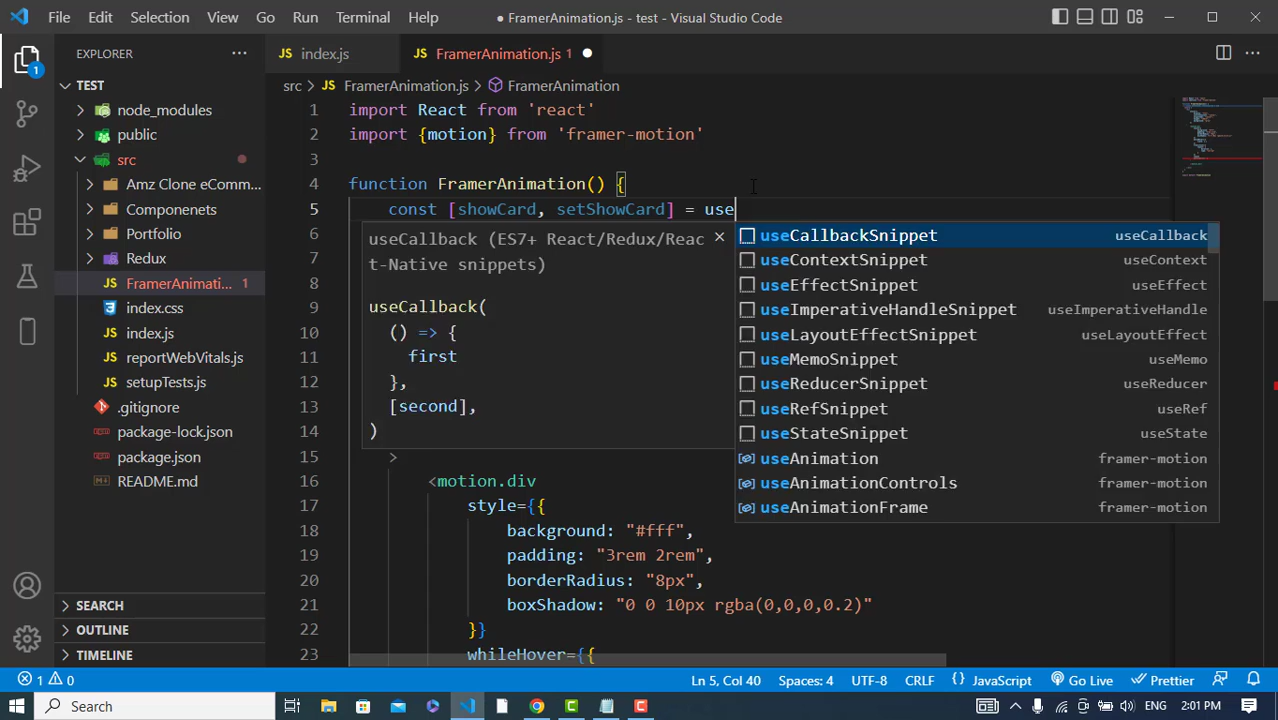 File Edit Selection View Go Run Terminal Help
● FramerAnimation.js - test - Visual Studio Code
EXPLORER
index.js
FramerAnimation.js 1
TEST
node_modules
public
src
Amz Clone eComm...
Componenets
Portfolio
Redux
FramerAnimati... 1
index.css
index.js
reportWebVitals.js
setupTests.js
.gitignore
package-lock.json
package.json
README.md
SEARCH
OUTLINE
TIMELINE
src > JS FramerAnimation.js > FramerAnimation
1 import React from 'react'
2 import {motion} from 'framer-motion'
3
4 function FramerAnimation() {
5 const [showCard, setShowCard] = use
6
7
8
9
10
11
12
13
14
15 >
16 <motion.div
17 style={{
18 background: "#fff",
19 padding: "3rem 2rem",
20 borderRadius: "8px",
21 boxShadow: "0 0 10px rgba(0,0,0,0.2)"
22 }}
23 whileHover={{
useCallback (ES7+ React/Redux/Reac
t-Native snippets)
useCallback(
() => {
first
},
[second],
)
useCallbackSnippet useCallback
useContextSnippet useContext
useEffectSnippet useEffect
useImperativeHandleSnippet useImperativeHandle
useLayoutEffectSnippet useLayoutEffect
useMemoSnippet useMemo
useReducerSnippet useReducer
useRefSnippet useRef
useStateSnippet useState
useAnimation framer-motion
useAnimationControls framer-motion
useAnimationFrame framer-motion
1 0 Ln 5, Col 40 Spaces: 4 UTF-8 CRLF {} JavaScript Go Live Prettier
Search
ENG 2:01 PM